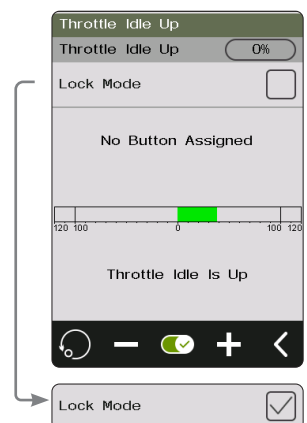 Throttle Idle Up
Throttle Idle Up 0%
Lock Mode
No Button Assigned
120 100 0 100 120
Throttle Idle Is Up
Lock Mode